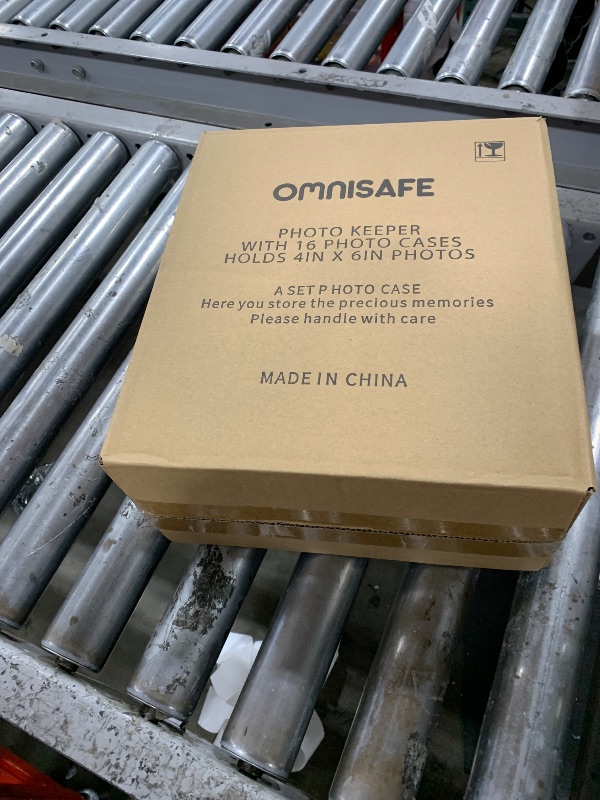 OMNISAFE
PHOTO KEEPER
WITH 16 PHOTO CASES
HOLDS 4IN X 6IN PHOTOS
A SET P HOTO CASE
Here you store the precious memories
Please handle with care
MADE IN CHINA